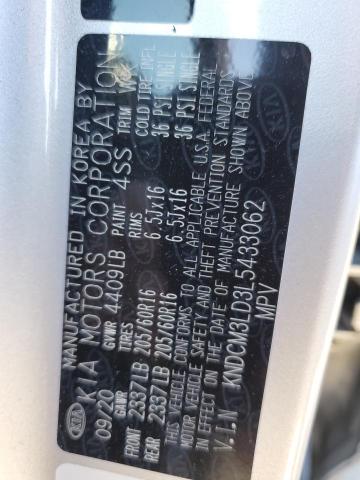 MANUFACTURED IN KOREA BY
KIA KIA MOTORS CORPORATION
09/20 GVWR 4409LB PAINT 4SS TRIM WK
GAWR TIRES RIMS COLD TIRE INFL
FRONT 2337LB 205/60R16 6.5Jx16 36 PSI SINGLE
REAR 2337LB 205/60R16 6.5Jx16 36 PSI SINGLE
THIS VEHICLE CONFORMS TO ALL APPLICABLE U.S.A. FEDERAL
MOTOR VEHICLE SAFETY AND THEFT PREVENTION STANDARDS
IN EFFECT ON THE DATE OF MANUFACTURE SHOWN ABOVE
V.I.N KNDCM3LD3L5433062
MPV